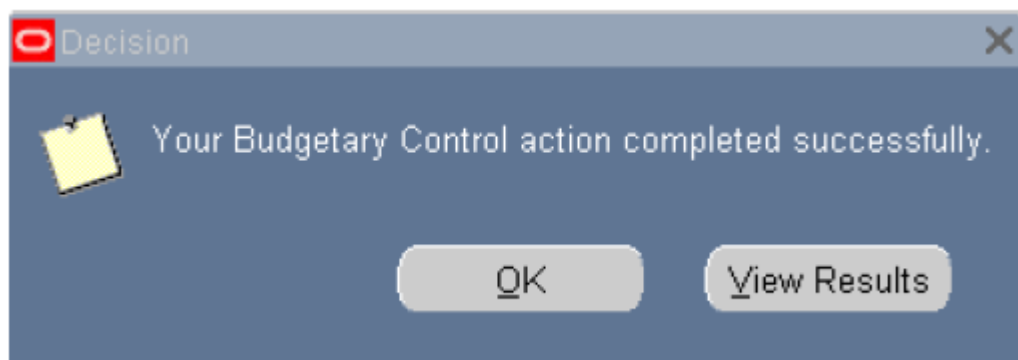 Decision
Your Budgetary Control action completed successfully.
OK
View Results